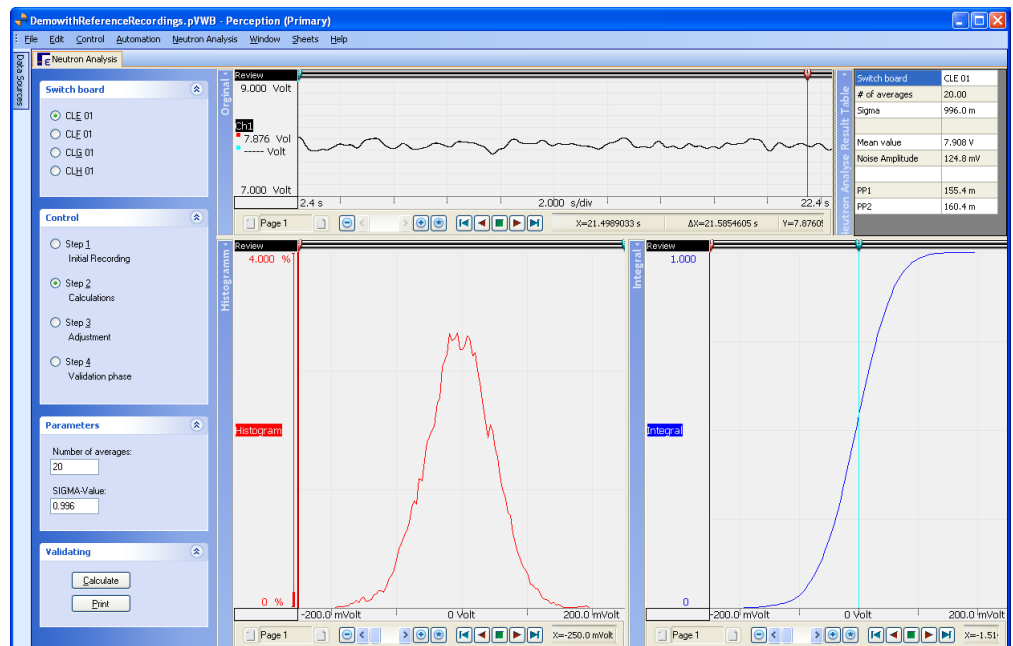 DemowithReferenceRecordings.pVWB - Perception (Primary)
File Edit Control Automation Neutron Analysis Window Sheets Help
Data Sources
Neutron Analysis
Switch board
CLE 01
CLF 01
CLG 01
CLH 01
Control
Step 1
Initial Recording
Step 2
Calculations
Step 3
Adjustment
Step 4
Validation phase
Parameters
Number of averages:
20
SIGMA-Value:
0.996
Validating
Calculate
Print
Orginal
Review
9.000 Volt
Ch1
7.876 Vol
----- Volt
7.000 Volt
2.4 s 2.000 s/div 22.4 s
Page 1 X=21.4989033 s ΔX=21.5854605 s Y=7.8760
Neutron Analyse Result Table
Switch board CLE 01
# of averages 20.00
Sigma 996.0 m
Mean value 7.908 V
Noise Amplitude 124.8 mV
PP1 155.4 m
PP2 160.4 m
Histogramm
Review
4.000 %
Histogram
0 %
-200.0 mVolt 0 Volt 200.0 mVolt
Page 1 X=-250.0 mVolt
Integral
Review
1.000
Integral
0
-200.0 mVolt 0 Volt 200.0 mVolt
Page 1 X=-1.51